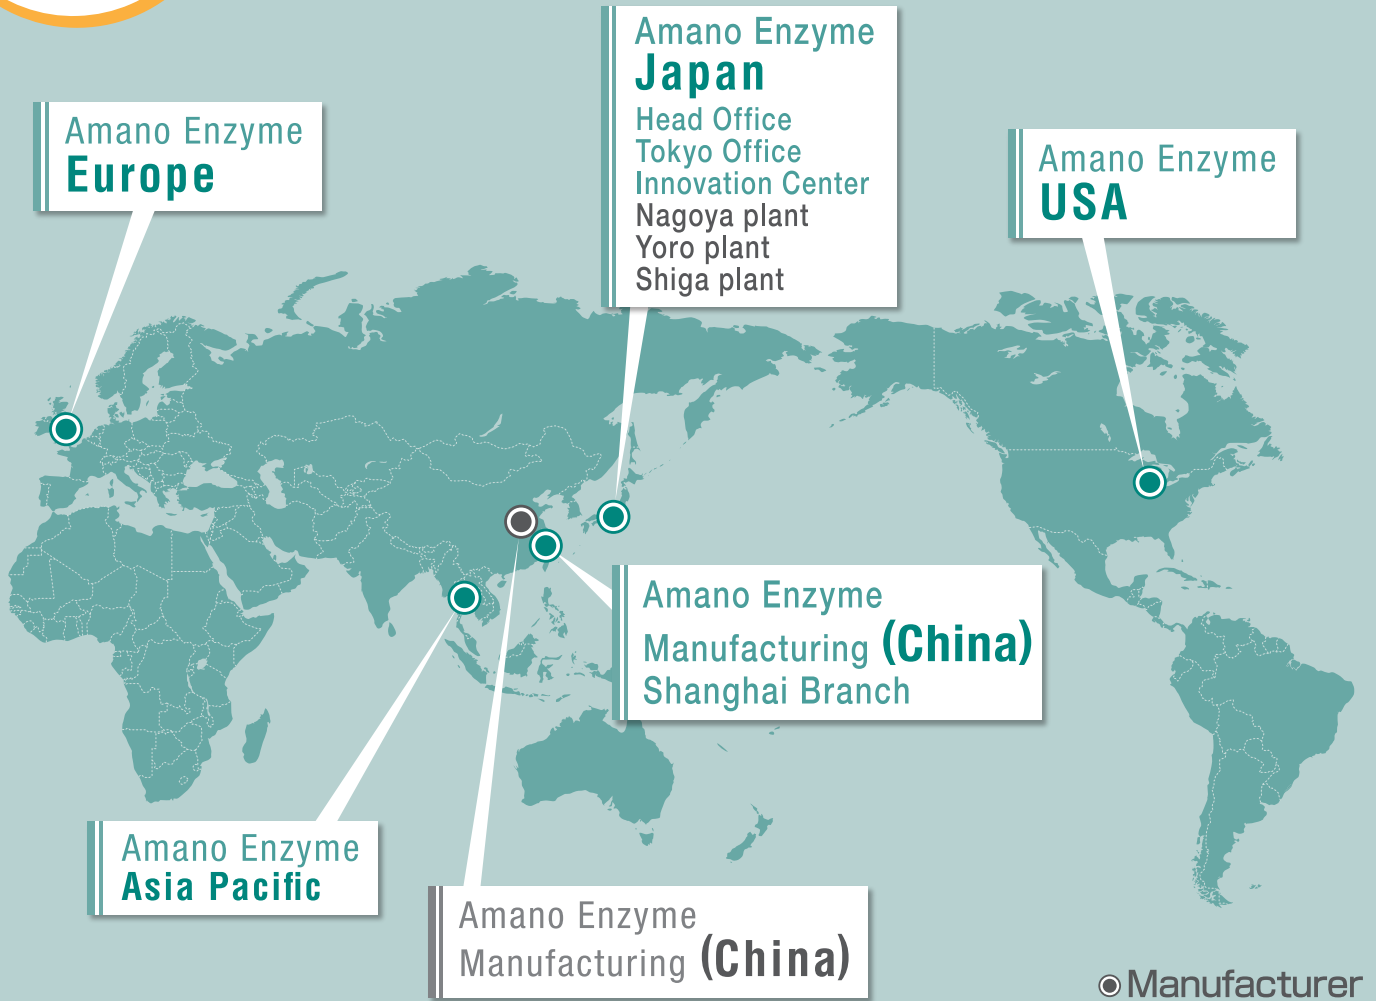 Amano Enzyme
Japan
Head Office
Tokyo Office
Innovation Center
Nagoya plant
Yoro plant
Shiga plant
Amano Enzyme
Europe
Amano Enzyme
USA
Amano Enzyme
Manufacturing (China)
Shanghai Branch
Amano Enzyme
Asia Pacific
Amano Enzyme
Manufacturing (China)
Manufacturer